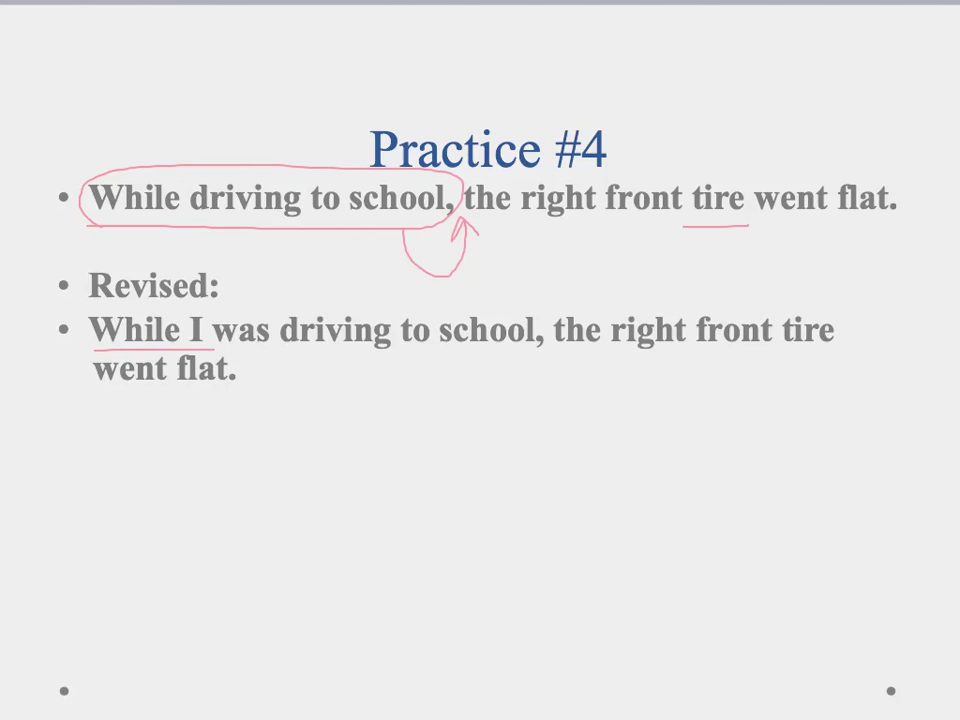 Practice #4
• While driving to school, the right front tire went flat.
• Revised:
• While I was driving to school, the right front tire
went flat.